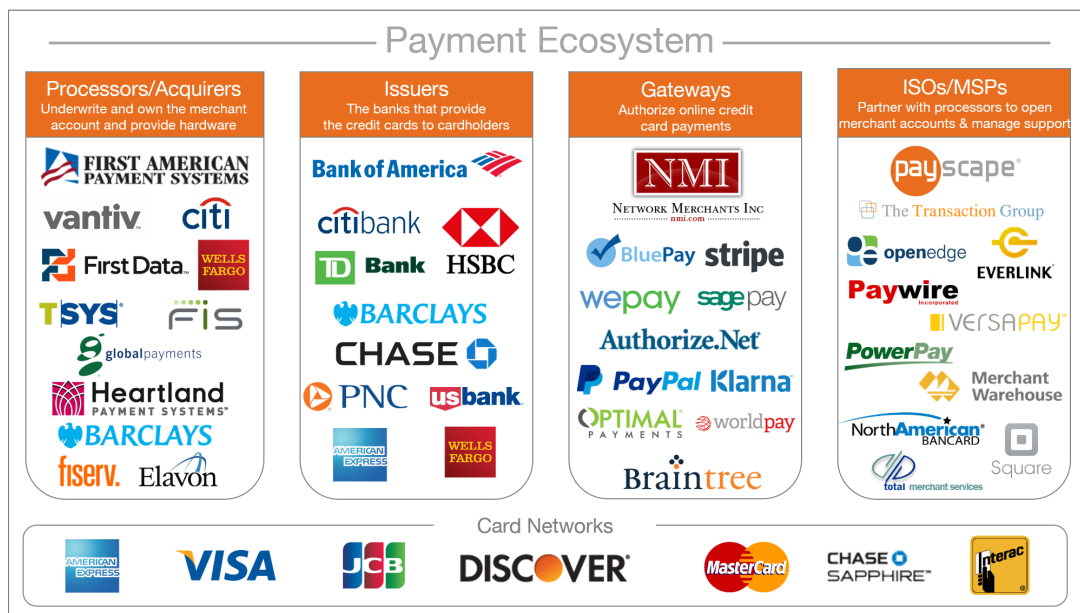 Payment Ecosystem
Processors/Acquirers
Underwrite and own the merchant
account and provide hardware
FIRST AMERICAN
PAYMENT SYSTEMS
vantiv™
citi
First Data™
WELLS
FARGO
TSYS®
FIS
globalpayments
Heartland
PAYMENT SYSTEMS™
BARCLAYS
fiserv.
Elavon
Issuers
The banks that provide
the credit cards to cardholders
Bank of America
citibank
HSBC
TD Bank
BARCLAYS
CHASE
PNC
usbank
AMERICAN
EXPRESS
WELLS
FARGO
Gateways
Authorize online credit
card payments
NMI
NETWORK MERCHANTS INC
nmi.com
BluePay
stripe
wepay
sage pay
Authorize.Net®
P PayPal
Klarna
OPTIMAL®
PAYMENTS
worldpay
Braintree
ISOs/MSPs
Partner with processors to open
merchant accounts & manage support
payscape®
The Transaction Group
openedge
EVERLINK®
Paywire
Incorporated
VERSAPAY™
PowerPay
Merchant
Warehouse
NorthAmerican®
BANCARD
Square
total merchant services
Card Networks
AMERICAN
EXPRESS
VISA
JCB
DISCOVER®
MasterCard
CHASE
SAPPHIRE™
Interac
®